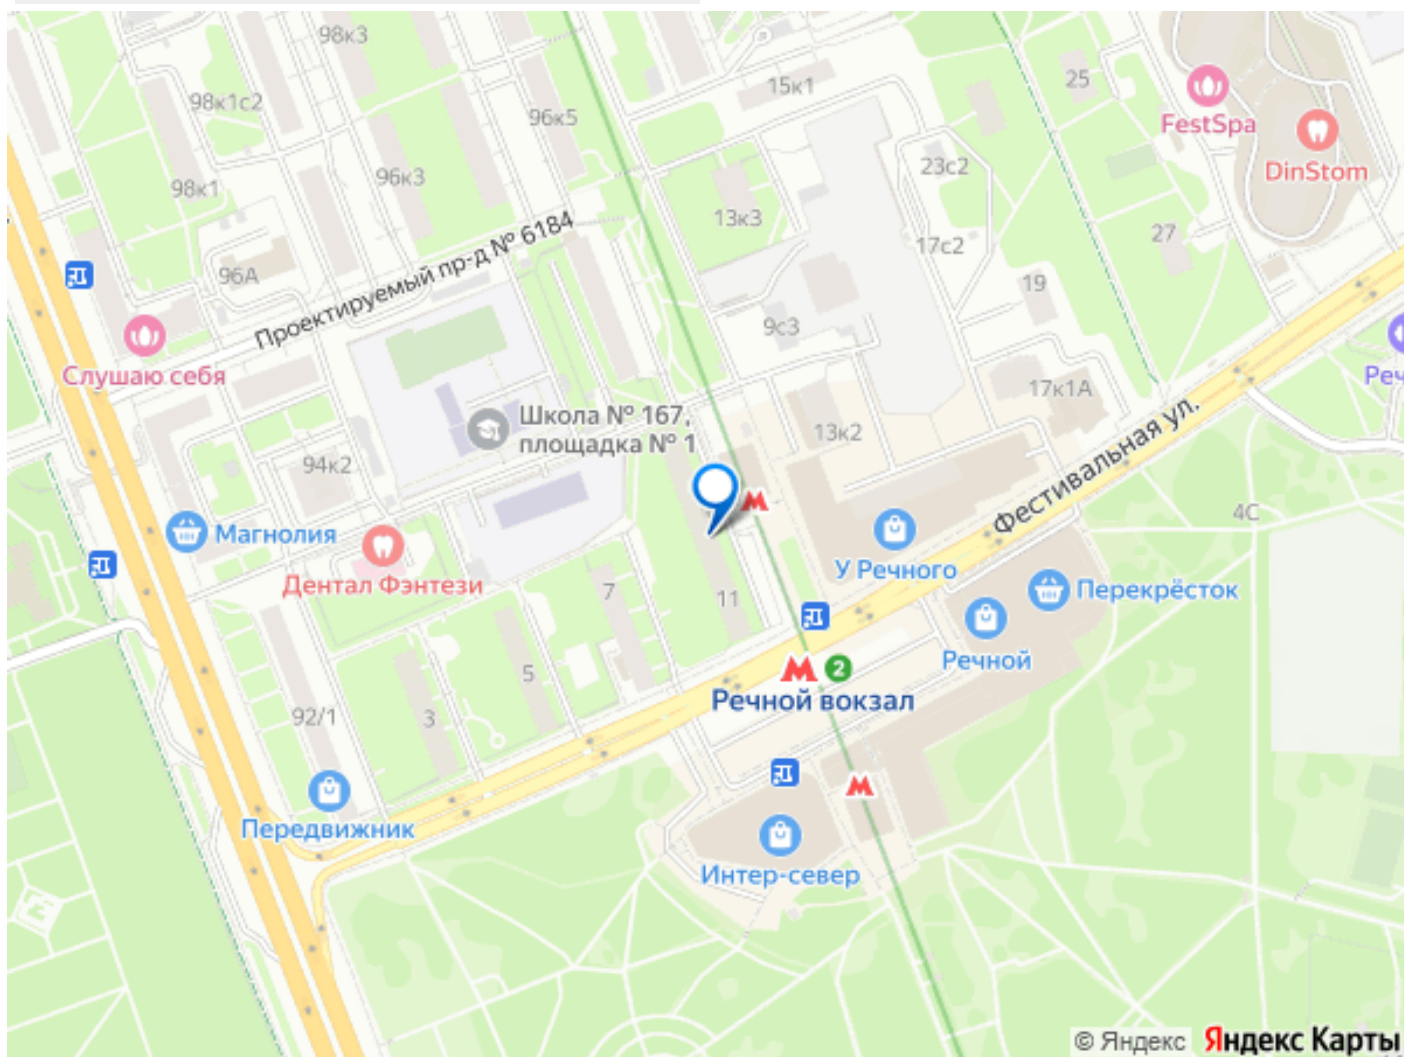 98к3
15к1
25
FestSpa
DinStom
98к1с2
96к5
98к1
96к3
23с2
13к3
17с2
27
96А
Проектируемый пр-д № 6184
19
9с3
Слушаю себя
Реч
17к1А
Школа № 167,
площадка № 1
13к2
94к2
Фестивальная ул.
4С
Магнолия
Дентал Фэнтези
У Речного
Перекрёсток
7
11
Речной
5
2
Речной вокзал
92/1
3
Передвижник
Интер-север
© Яндекс Яндекс Карты